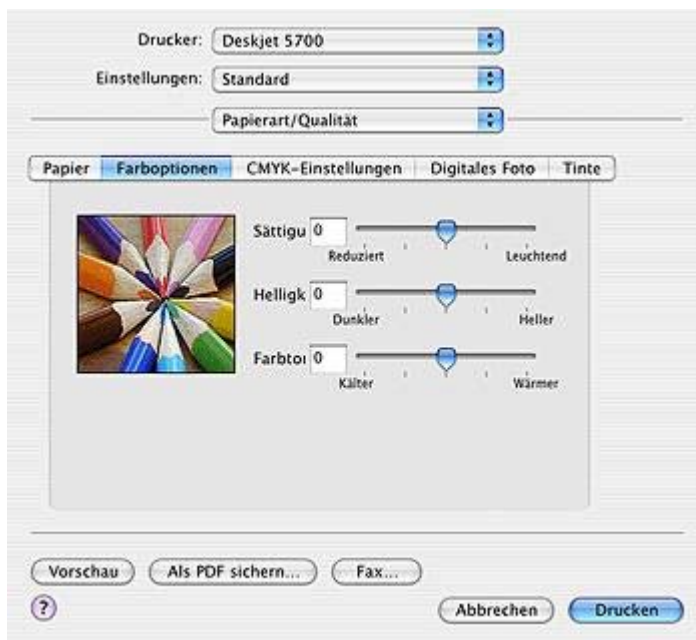 Drucker: Deskjet 5700
Einstellungen: Standard
Papierart/Qualität
Papier Farboptionen CMYK-Einstellungen Digitales Foto Tinte
Sättigu 0
Reduziert Leuchtend
Helligk 0
Dunkler Heller
Farbtoi 0
Kälter Wärmer
Vorschau Als PDF sichern... Fax...
? Abbrechen Drucken